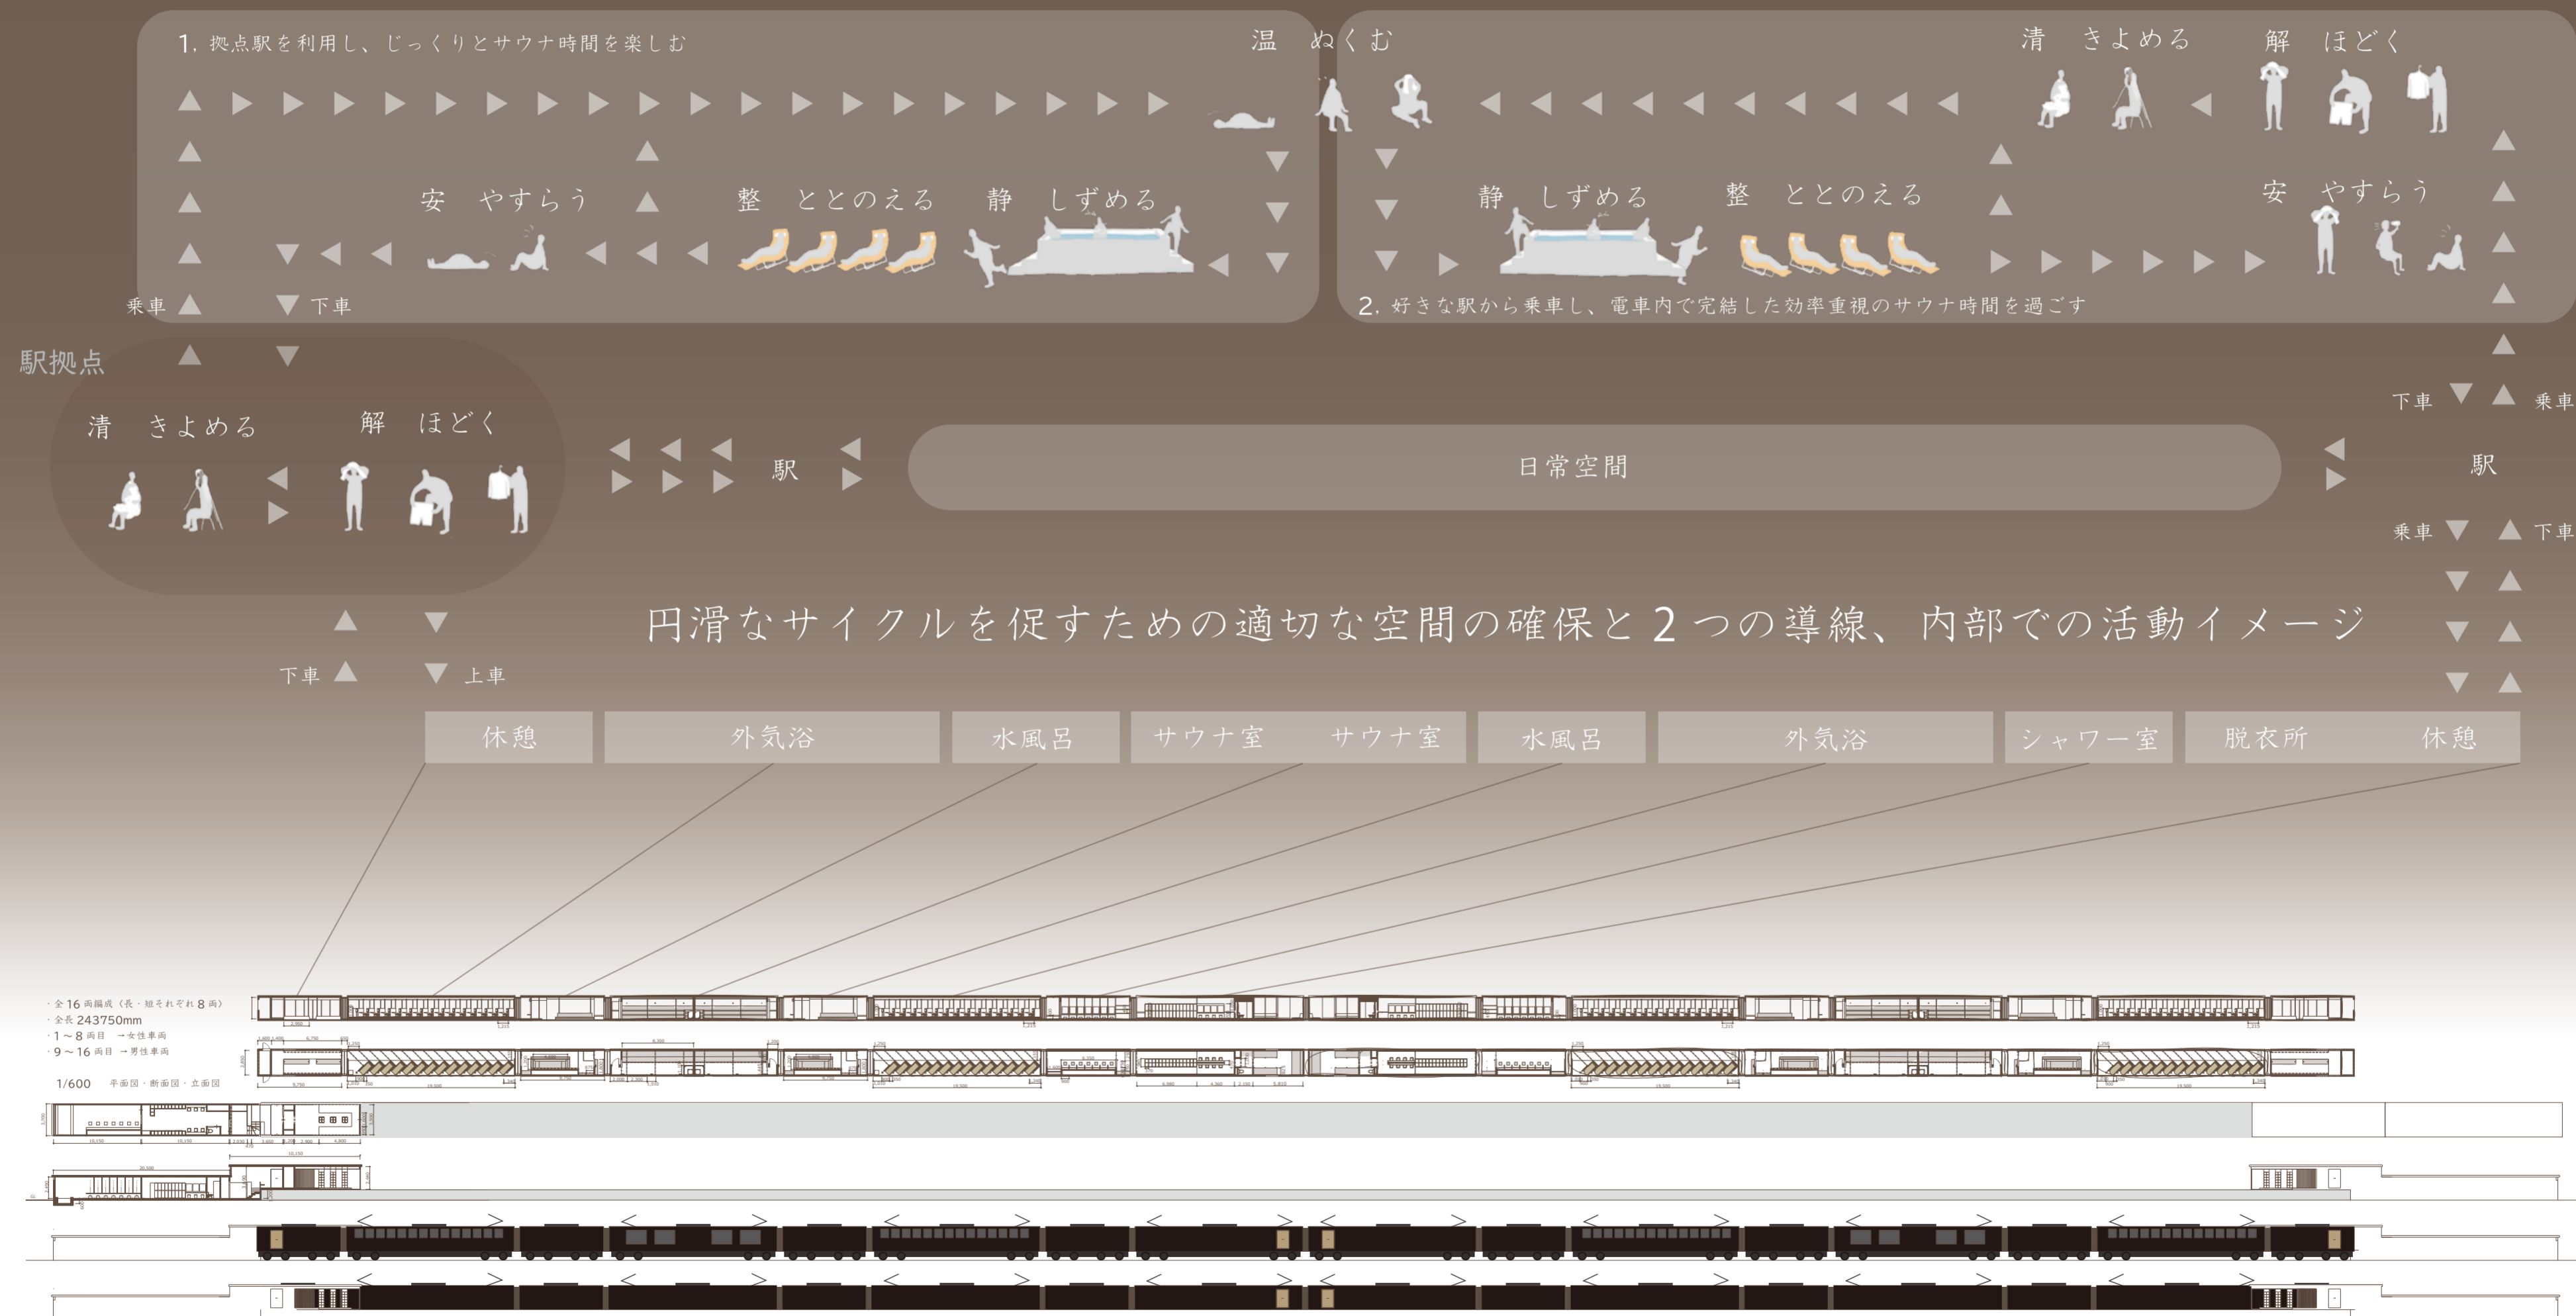 1. 拠点駅を利用し、じっくりとサウナ時間を楽しむ
温 ぬくむ
清 きよめる
解 ほどく
安 やすらう
整 ととのえる
静 しずめる
静 しずめる
整 ととのえる
安 やすらう
乗車
下車
2. 好きな駅から乗車し、電車内で完結した効率重視のサウナ時間を過ごす
駅拠点
下車
乗車
清 きよめる
解 ほどく
駅
日常空間
駅
乗車
下車
円滑なサイクルを促すための適切な空間の確保と2つの導線、内部での活動イメージ
下車
上車
休憩
外気浴
水風呂
サウナ室
サウナ室
水風呂
外気浴
シャワー室
脱衣所
休憩
・全16両編成（長・短それぞれ8両）
・全長243750mm
・1～8両目 →女性車両
・9～16両目 →男性車両
1/600 平面図・断面図・立面図